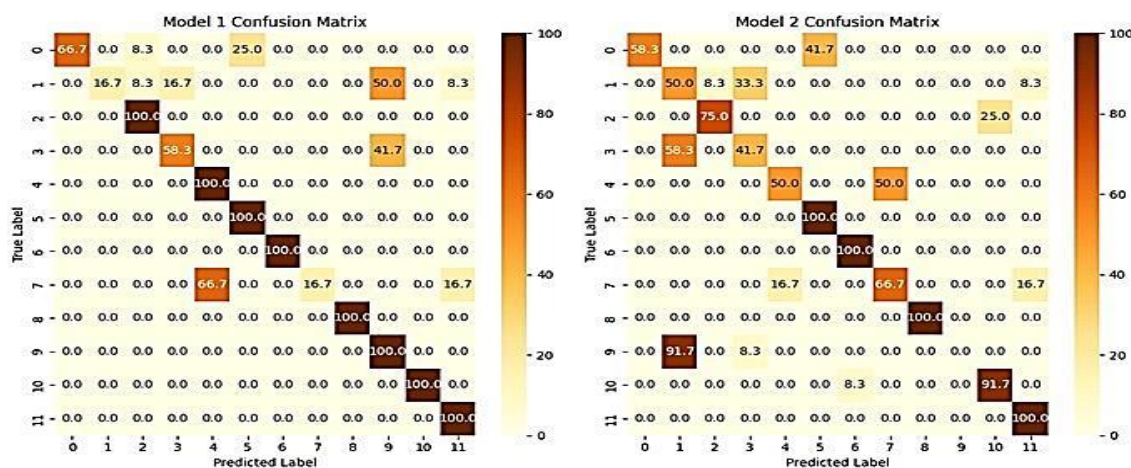 Model 1 Confusion Matrix
True Label
0 66.7 0.0 8.3 0.0 0.0 25.0 0.0 0.0 0.0 0.0 0.0 0.0
1 0.0 16.7 8.3 16.7 0.0 0.0 0.0 0.0 0.0 50.0 0.0 8.3
2 0.0 0.0 100.0 0.0 0.0 0.0 0.0 0.0 0.0 0.0 0.0 0.0
3 0.0 0.0 0.0 58.3 0.0 0.0 0.0 0.0 0.0 41.7 0.0 0.0
4 0.0 0.0 0.0 0.0 100.0 0.0 0.0 0.0 0.0 0.0 0.0 0.0
5 0.0 0.0 0.0 0.0 0.0 100.0 0.0 0.0 0.0 0.0 0.0 0.0
6 0.0 0.0 0.0 0.0 0.0 0.0 100.0 0.0 0.0 0.0 0.0 0.0
7 0.0 0.0 0.0 0.0 66.7 0.0 0.0 16.7 0.0 0.0 0.0 16.7
8 0.0 0.0 0.0 0.0 0.0 0.0 0.0 0.0 100.0 0.0 0.0 0.0
9 0.0 0.0 0.0 0.0 0.0 0.0 0.0 0.0 0.0 100.0 0.0 0.0
10 0.0 0.0 0.0 0.0 0.0 0.0 0.0 0.0 0.0 0.0 100.0 0.0
11 0.0 0.0 0.0 0.0 0.0 0.0 0.0 0.0 0.0 0.0 0.0 100.0
0 1 2 3 4 5 6 7 8 9 10 11
Predicted Label
100
80
60
40
20
0
Model 2 Confusion Matrix
True Label
0 58.3 0.0 0.0 0.0 0.0 41.7 0.0 0.0 0.0 0.0 0.0 0.0
1 0.0 50.0 8.3 33.3 0.0 0.0 0.0 0.0 0.0 0.0 0.0 8.3
2 0.0 0.0 75.0 0.0 0.0 0.0 0.0 0.0 0.0 0.0 25.0 0.0
3 0.0 58.3 0.0 41.7 0.0 0.0 0.0 0.0 0.0 0.0 0.0 0.0
4 0.0 0.0 0.0 0.0 50.0 0.0 0.0 50.0 0.0 0.0 0.0 0.0
5 0.0 0.0 0.0 0.0 0.0 100.0 0.0 0.0 0.0 0.0 0.0 0.0
6 0.0 0.0 0.0 0.0 0.0 0.0 100.0 0.0 0.0 0.0 0.0 0.0
7 0.0 0.0 0.0 0.0 16.7 0.0 0.0 66.7 0.0 0.0 0.0 16.7
8 0.0 0.0 0.0 0.0 0.0 0.0 0.0 0.0 100.0 0.0 0.0 0.0
9 0.0 91.7 0.0 8.3 0.0 0.0 0.0 0.0 0.0 0.0 0.0 0.0
10 0.0 0.0 0.0 0.0 0.0 0.0 8.3 0.0 0.0 0.0 91.7 0.0
11 0.0 0.0 0.0 0.0 0.0 0.0 0.0 0.0 0.0 0.0 0.0 100.0
0 1 2 3 4 5 6 7 8 9 10 11
Predicted Label
100
80
60
40
20
0